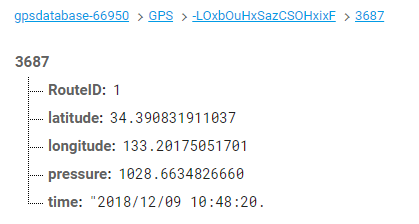 gpsdatabase-66950 > GPS > -LOxbOuHxSazCSOHxixF > 3687
3687
RouteID: 1
latitude: 34.390831911037
longitude: 133.20175051701
pressure: 1028.6634826660
time: "2018/12/09 10:48:20.